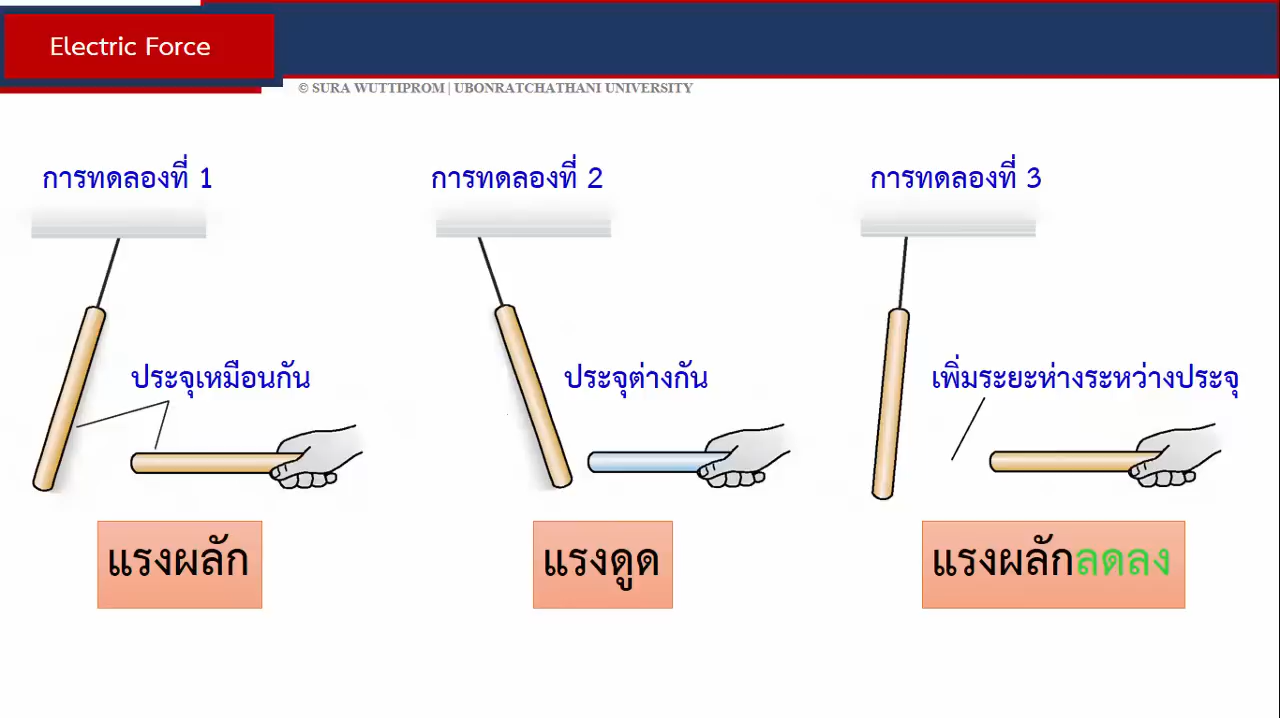 Electric Force
© SURA WUTTIPROM | UBONRATCHATHANI UNIVERSITY
การทดลองที่ 1
การทดลองที่ 2
การทดลองที่ 3
ประจุเหมือนกัน
ประจุต่างกัน
เพิ่มระยะห่างระหว่างประจุ
แรงผลัก
แรงดูด
แรงผลักลดลง